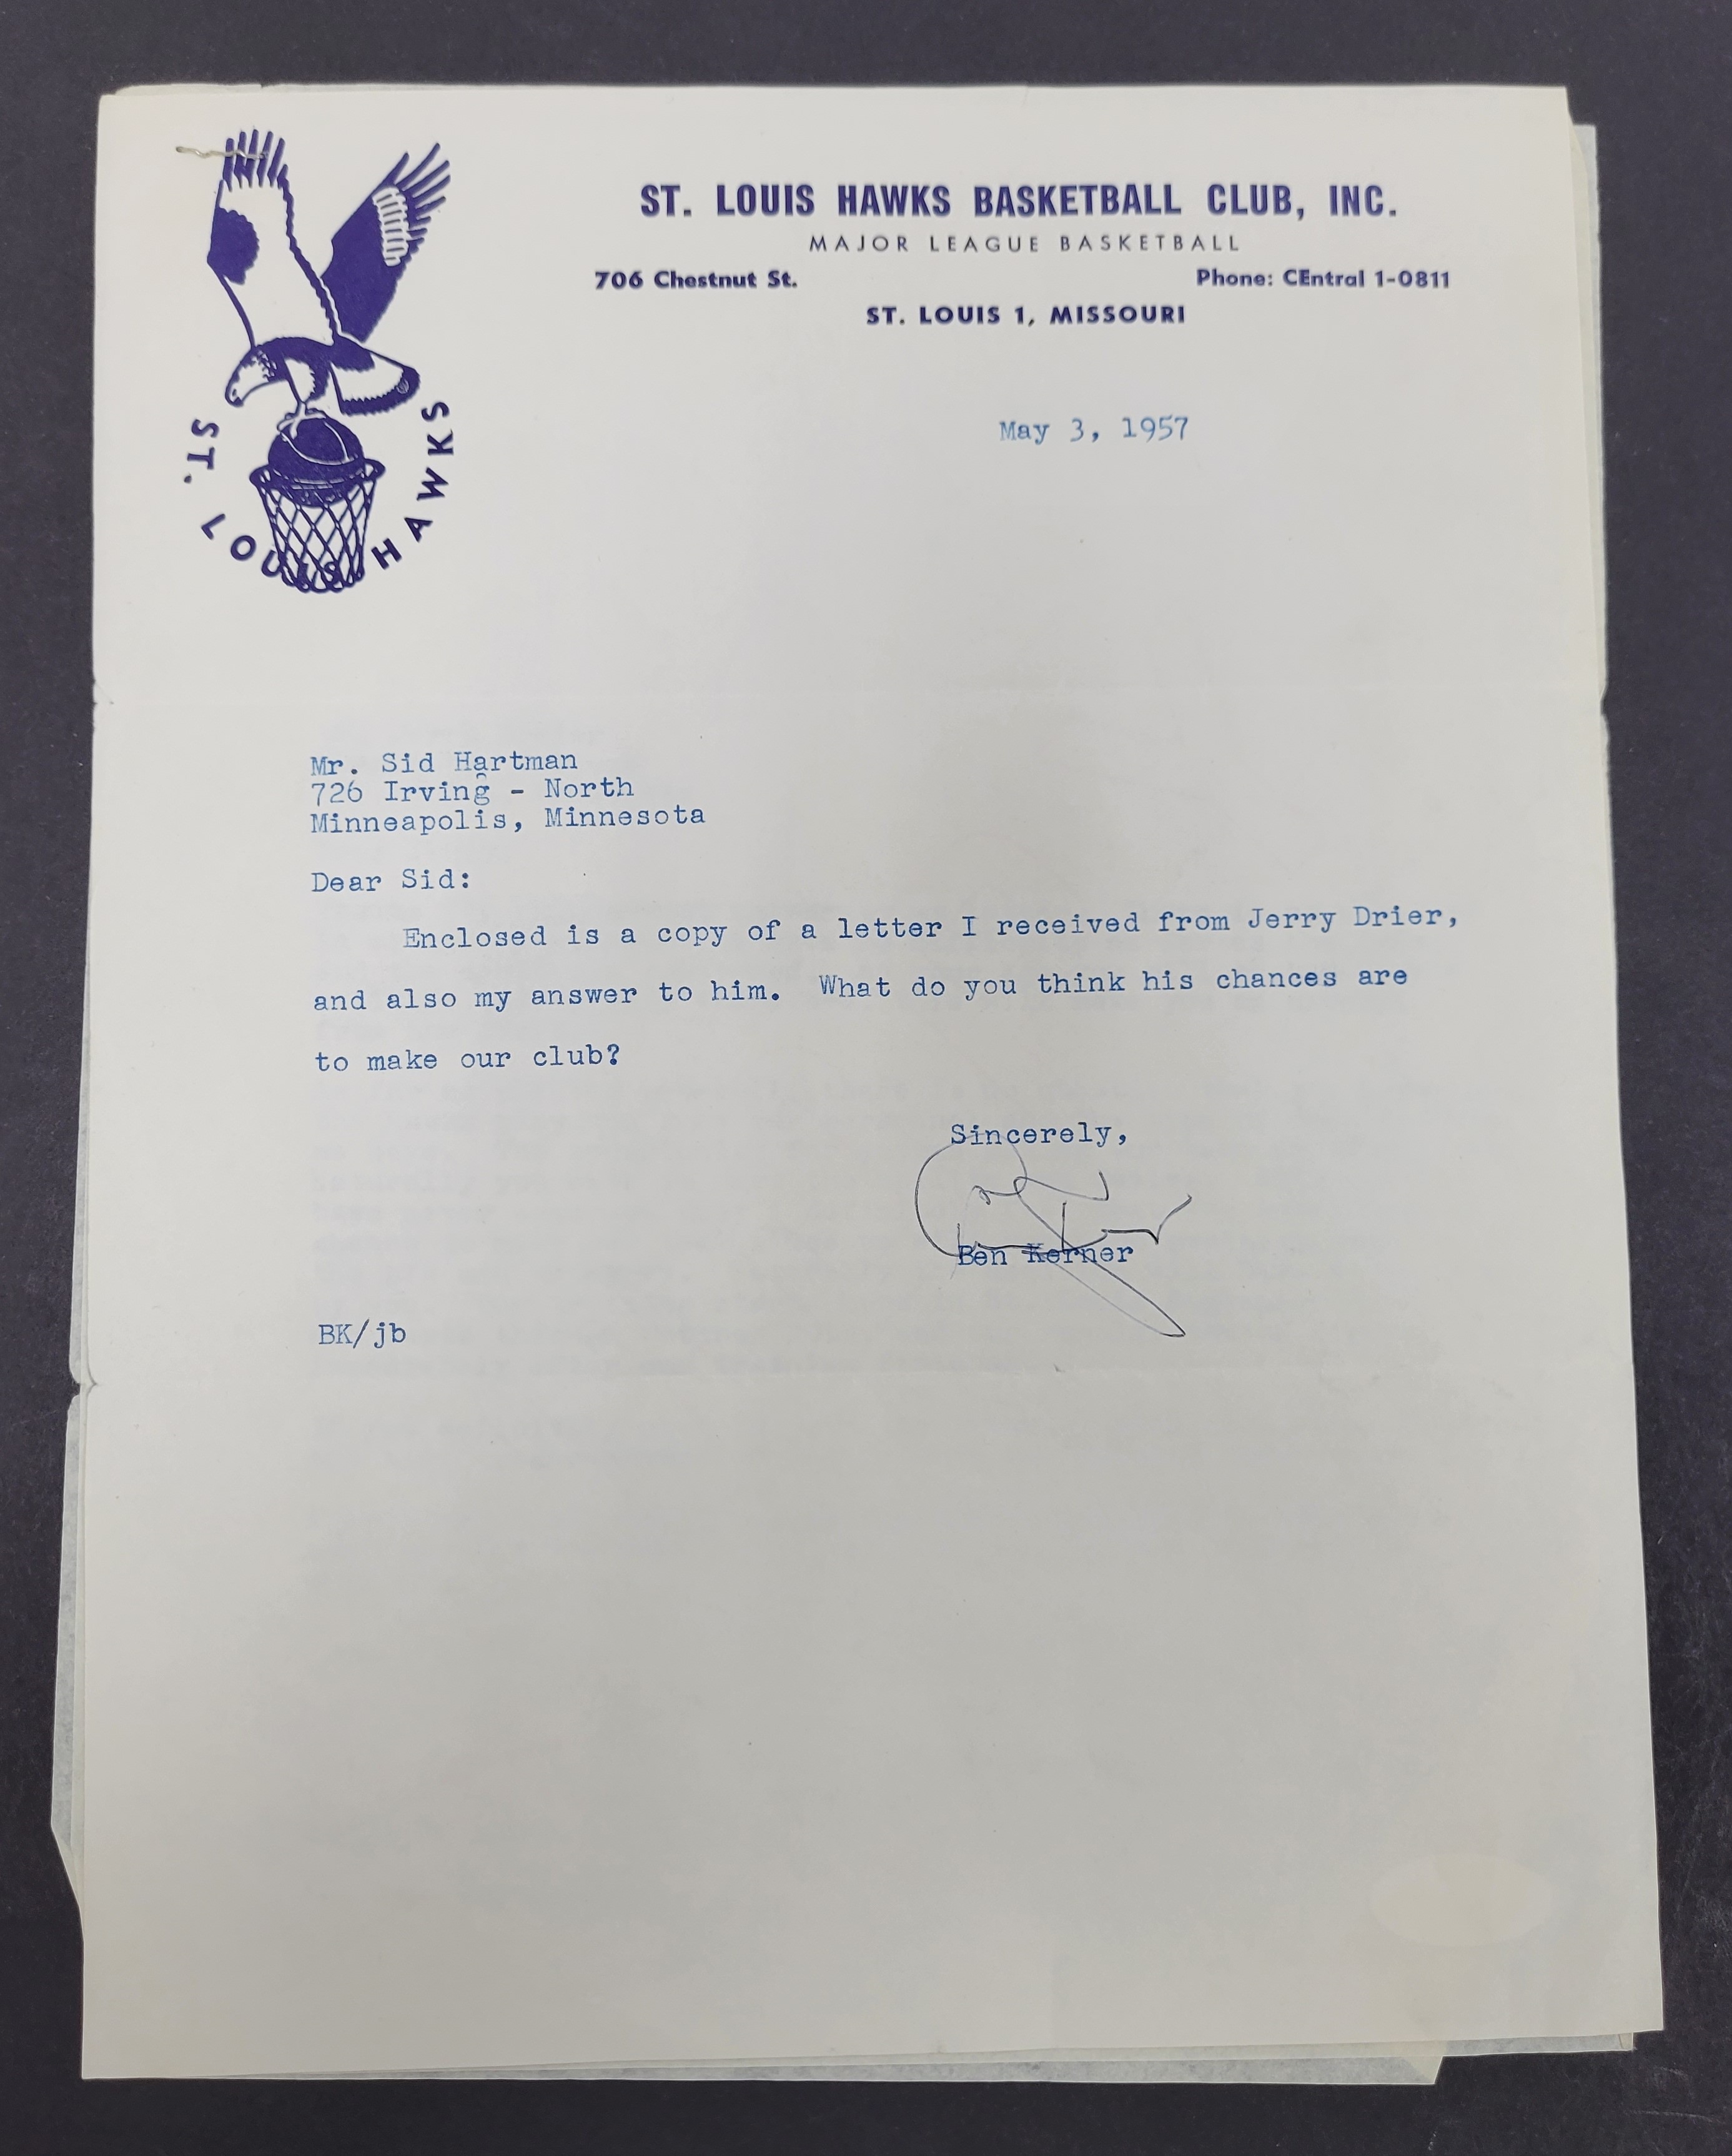 ST. LOUIS HAWKS BASKETBALL CLUB, INC.
MAJOR LEAGUE BASKETBALL
706 Chestnut St. Phone: CEntral 1-0811
ST. LOUIS 1, MISSOURI
ST. LOUIS HAWKS
May 3, 1957
Mr. Sid Hartman
726 Irving - North
Minneapolis, Minnesota
Dear Sid:
Enclosed is a copy of a letter I received from Jerry Drier,
and also my answer to him. What do you think his chances are
to make our club?
Sincerely,
Ben Kerner
BK/jb